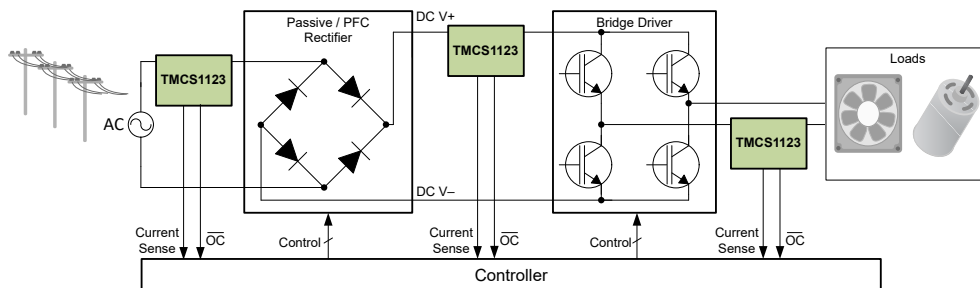 Passive / PFC
Rectifier
DC V+
Bridge Driver
TMCS1123
TMCS1123
Loads
AC
TMCS1123
DC V–
Current
Sense
OC
Control
Current
Sense
OC
Control
Current
Sense
OC
Controller